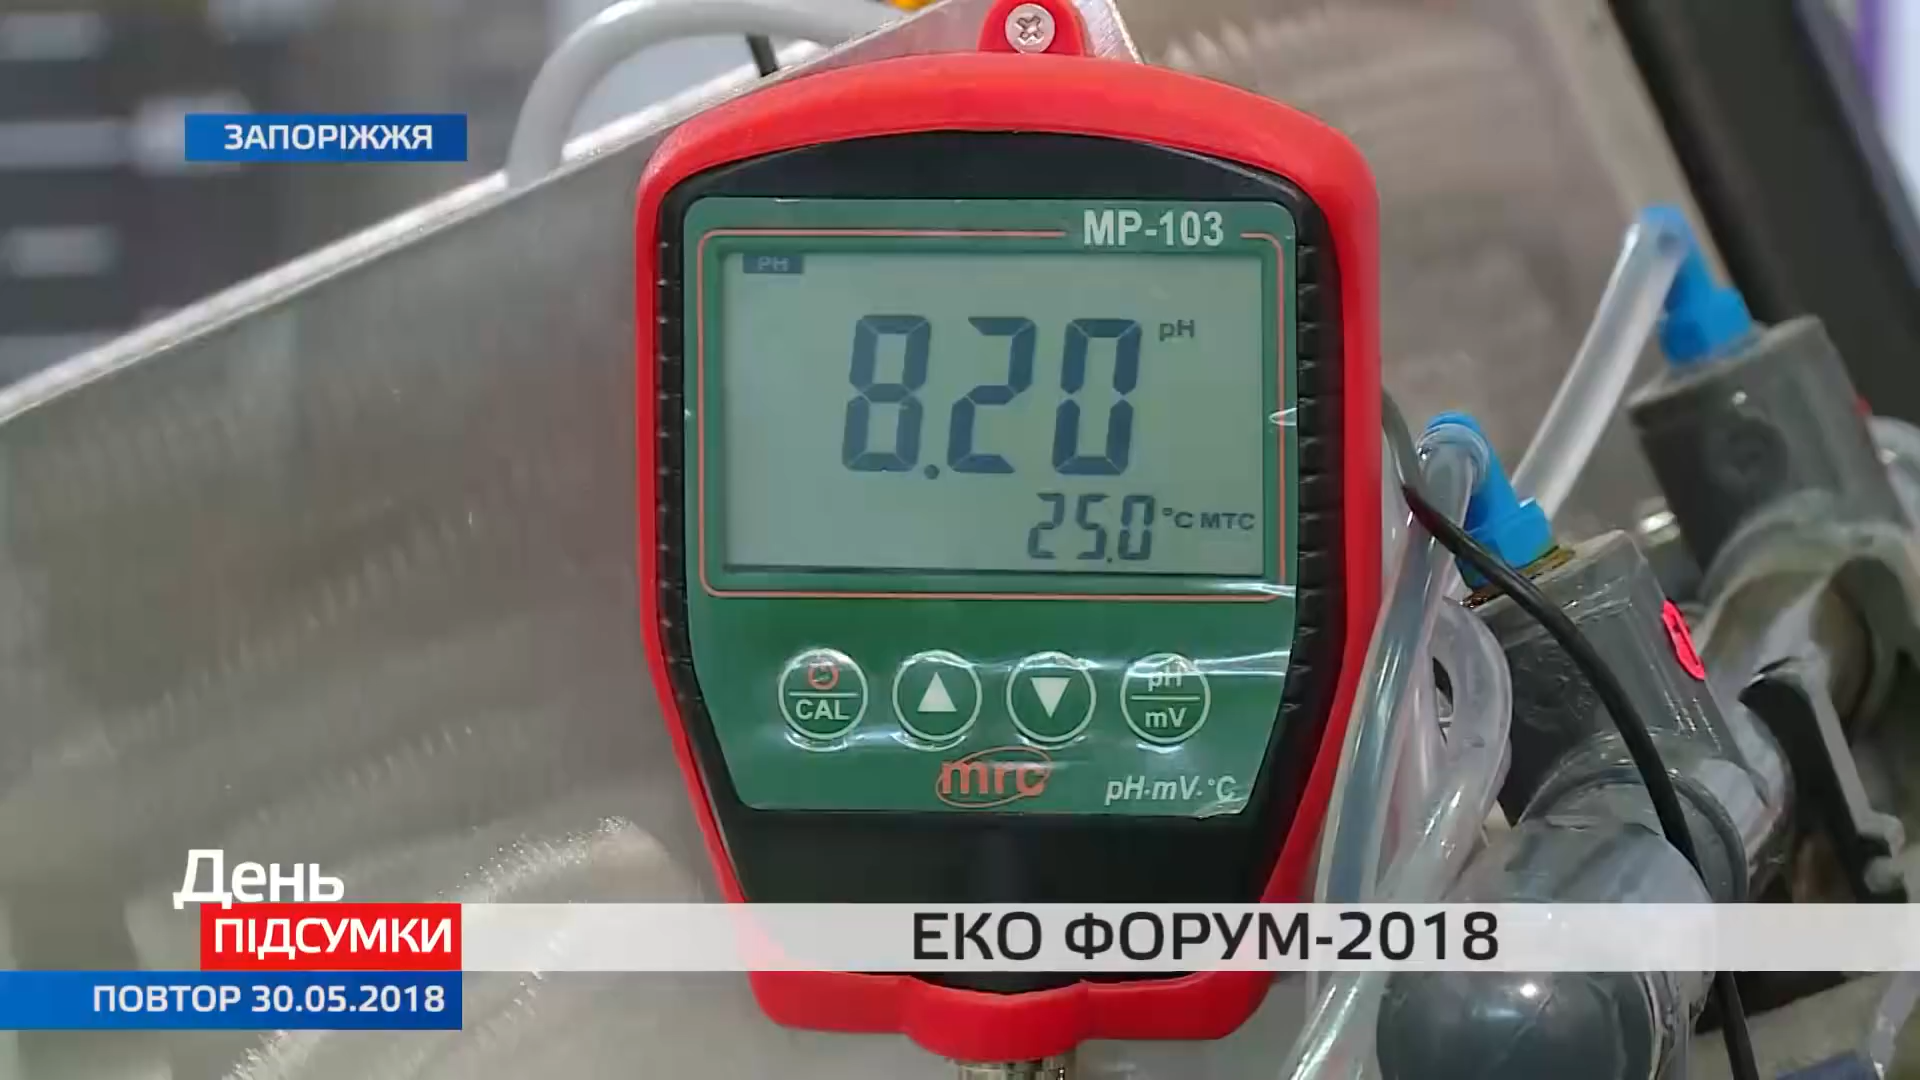 ЗАПОРІЖЖЯ
MP-103
PH
8.20 pH
25.0 °C MTC
CAL
pH
mV
mrc
pH·mV·°C
День
ПІДСУМКИ
ЕКО ФОРУМ-2018
ПОВТОР 30.05.2018